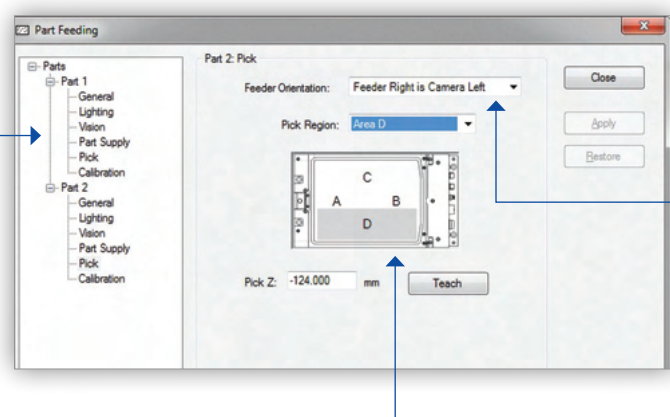 Part Feeding
Parts
Part 1
General
Lighting
Vision
Part Supply
Pick
Calibration
Part 2
General
Lighting
Vision
Part Supply
Pick
Calibration
Part 2: Pick
Feeder Orientation: Feeder Right is Camera Left
Pick Region: Area D
C
A B
D
Pick Z: -124.000 mm Teach
Close
Apply
Restore